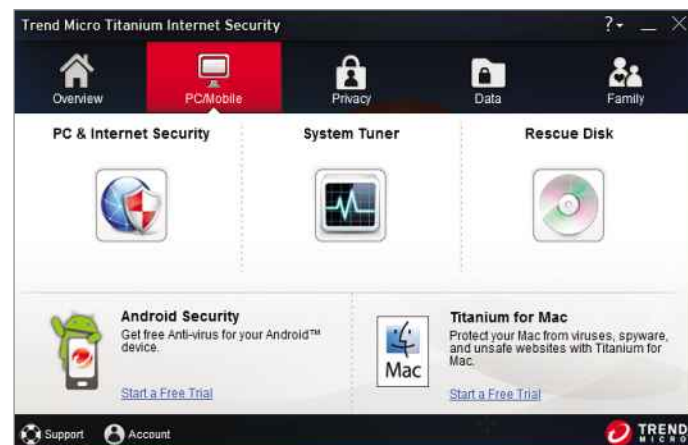 Trend Micro Titanium Internet Security
?
Overview
PC/Mobile
Privacy
Data
Family
PC & Internet Security
System Tuner
Rescue Disk
Android Security
Get free Anti-virus for your Android™
device.
Start a Free Trial
Mac
Titanium for Mac
Protect your Mac from viruses, spyware,
and unsafe websites with Titanium for
Mac.
Start a Free Trial
Support
Account
TREND
MICRO